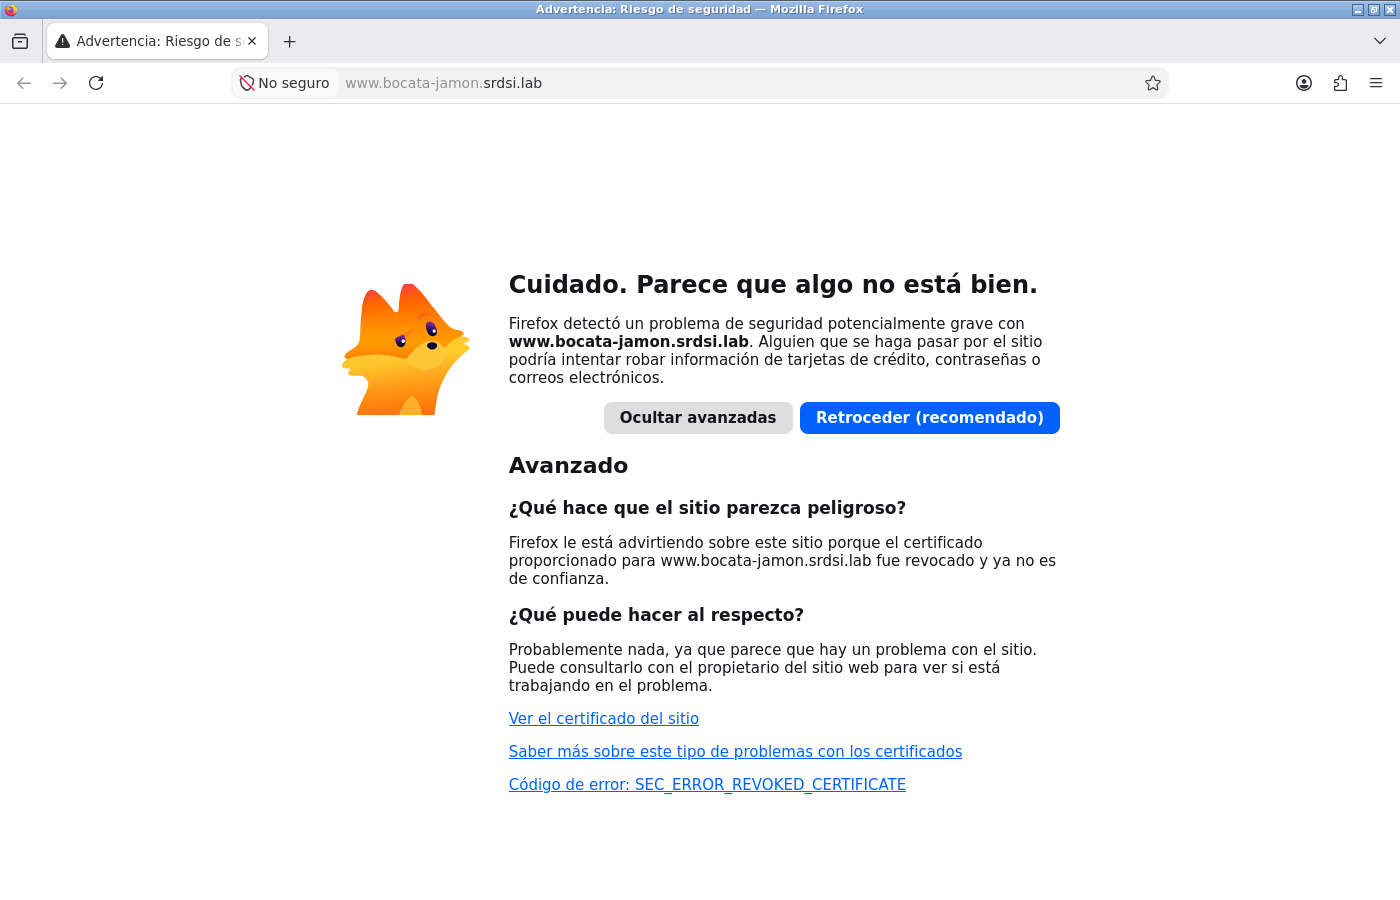 Advertencia: Riesgo de seguridad — Mozilla Firefox
Advertencia: Riesgo de s
No seguro
www.bocata-jamon.srdsi.lab
Cuidado. Parece que algo no está bien.
Firefox detectó un problema de seguridad potencialmente grave con
www.bocata-jamon.srdsi.lab. Alguien que se haga pasar por el sitio
podría intentar robar información de tarjetas de crédito, contraseñas o
correos electrónicos.
Ocultar avanzadas
Retroceder (recomendado)
Avanzado
¿Qué hace que el sitio parezca peligroso?
Firefox le está advirtiendo sobre este sitio porque el certificado
proporcionado para www.bocata-jamon.srdsi.lab fue revocado y ya no es
de confianza.
¿Qué puede hacer al respecto?
Probablemente nada, ya que parece que hay un problema con el sitio.
Puede consultarlo con el propietario del sitio web para ver si está
trabajando en el problema.
Ver el certificado del sitio
Saber más sobre este tipo de problemas con los certificados
Código de error: SEC_ERROR_REVOKED_CERTIFICATE